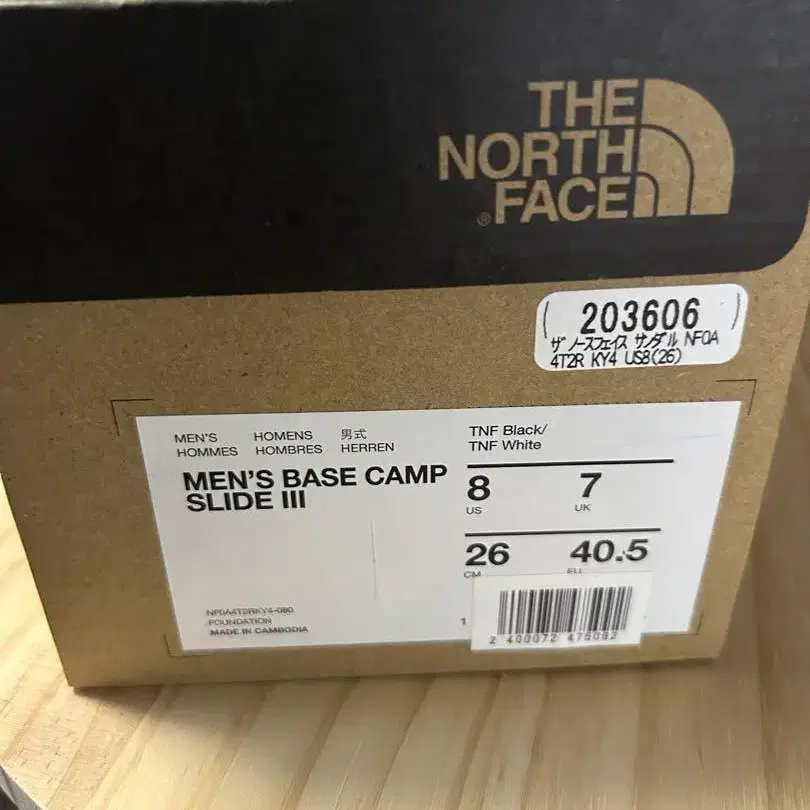 THE
NORTH
FACE
®
203606
ザ ノースフェイス サンダル NF0A
4T2R KY4 US8(26)
MEN'S HOMENS 男式
HOMMES HOMBRES HERREN
TNF Black/
TNF White
MEN'S BASE CAMP
SLIDE III
8 7
US UK
26 40.5
CM EU
NF0A4T2RKY4-080
FOUNDATION
MADE IN CAMBODIA
1
2 400072 475082